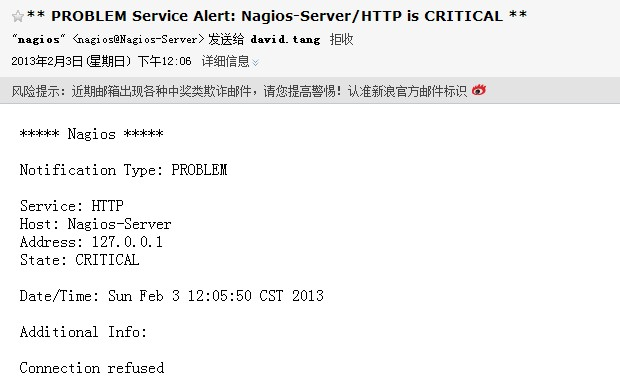 ** PROBLEM Service Alert: Nagios-Server/HTTP is CRITICAL **
"nagios" <nagios@Nagios-Server> 发送给 david.tang 拒收
2013年2月3日(星期日) 下午12:06 详细信息
风险提示：近期邮箱出现各种中奖类欺诈邮件，请您提高警惕！认准新浪官方邮件标识
***** Nagios *****
Notification Type: PROBLEM
Service: HTTP
Host: Nagios-Server
Address: 127.0.0.1
State: CRITICAL
Date/Time: Sun Feb 3 12:05:50 CST 2013
Additional Info:
Connection refused